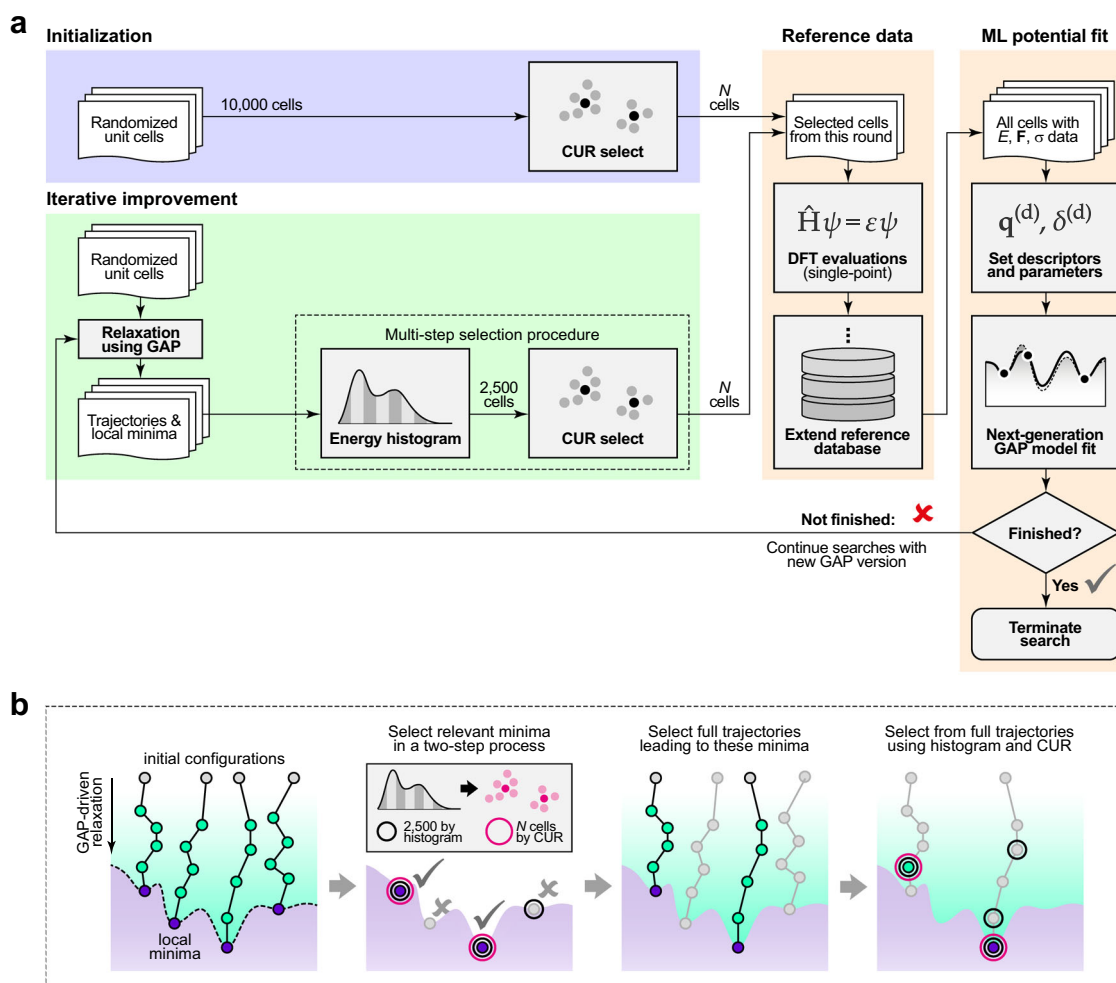 a
Initialization
Reference data
ML potential fit
Randomized
unit cells
10,000 cells
CUR select
N
cells
Selected cells
from this round
All cells with
E, F, σ data
Iterative improvement
Randomized
unit cells
Relaxation
using GAP
Trajectories &
local minima
Multi-step selection procedure
Energy histogram
2,500
cells
CUR select
N
cells
Ĥψ = εψ
DFT evaluations
(single-point)
Extend reference
database
q(d), δ(d)
Set descriptors
and parameters
Next-generation
GAP model fit
Finished?
Not finished:
Continue searches with
new GAP version
Yes
Terminate
search
b
GAP-driven
relaxation
initial configurations
local
minima
Select relevant minima
in a two-step process
2,500 by
histogram
N cells
by CUR
Select full trajectories
leading to these minima
Select from full trajectories
using histogram and CUR